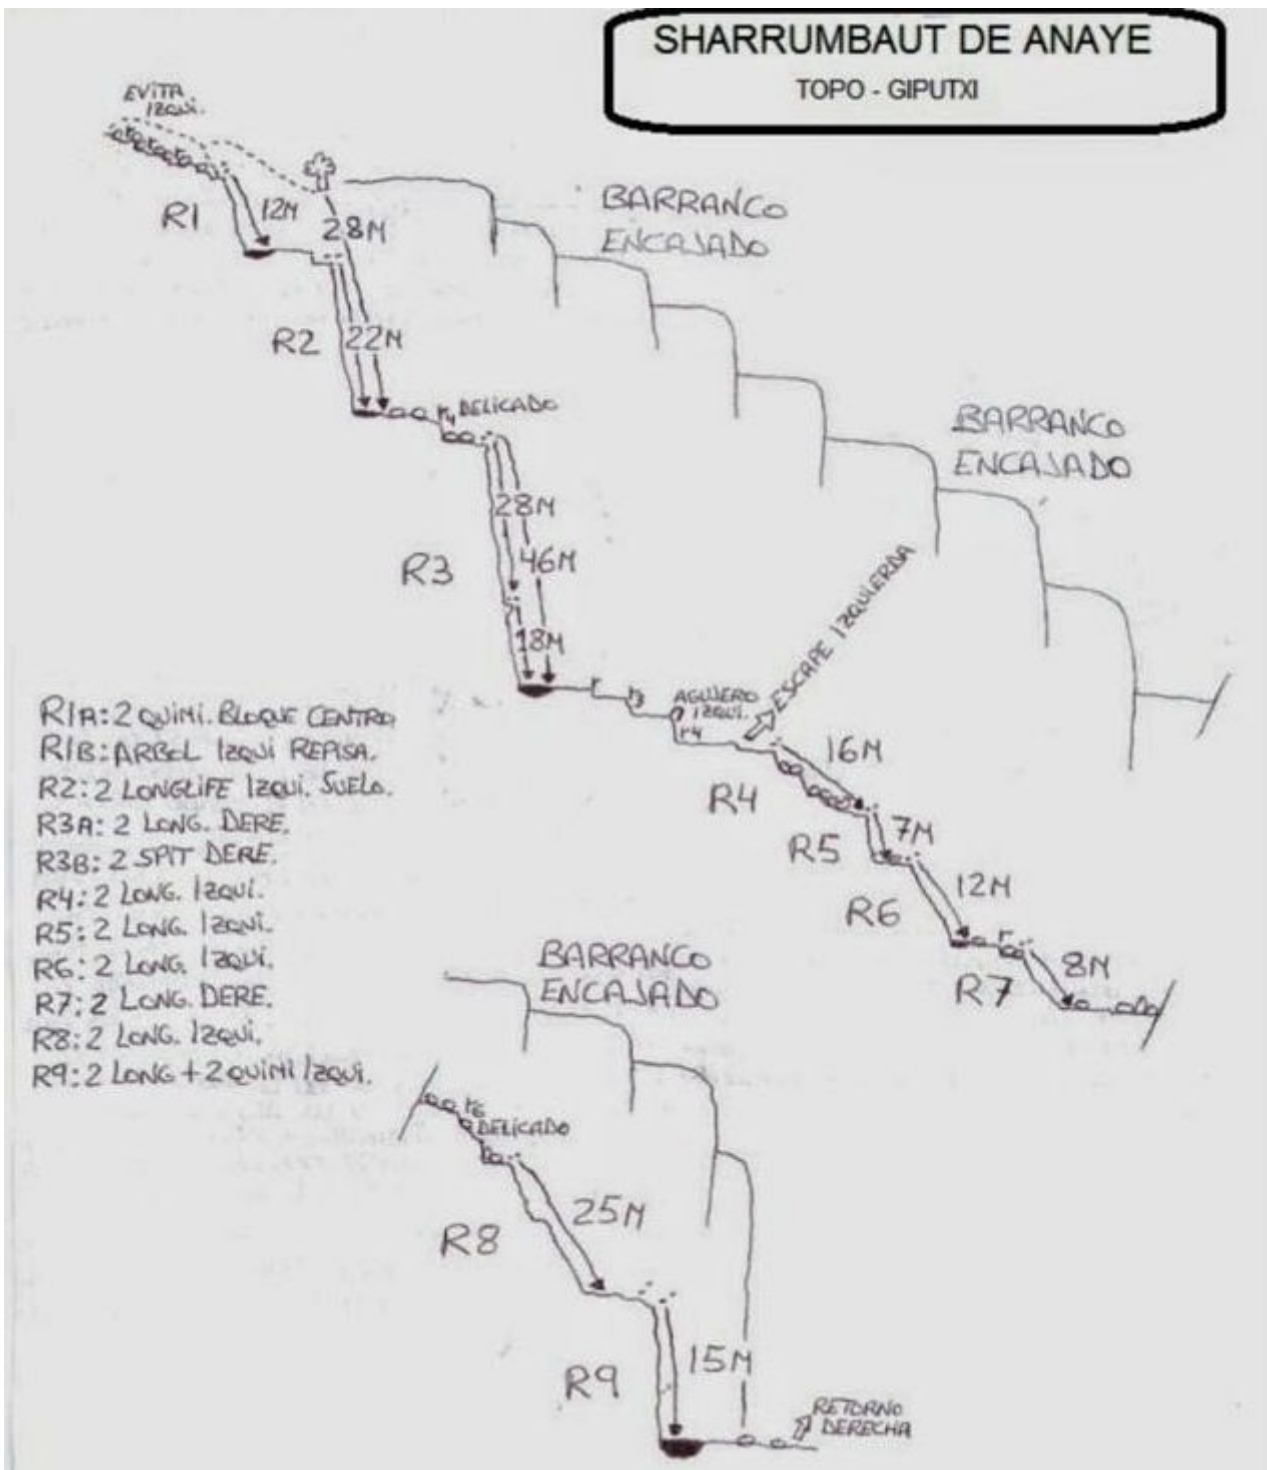 SHARRUMBAUT DE ANAYE
TOPO - GIPUTXI
EVITA
IZQUI.
R1
12M
28M
BARRANCO
ENCAJADO
R2
22M
r4 DELICADO
BARRANCO
ENCAJADO
28M
R3
46M
18M
ESCAPE IZQUIERDA
r
r3
AGUJERO
IZQUI.
r4
16M
R4
7M
R5
12M
R6
r
8M
R7
R1A: 2 QUIMI. BLOQUE CENTRO
R1B: ARBOL IZQUI REPISA.
R2: 2 LONGLIFE IZQUI. SUELO.
R3A: 2 LONG. DERE.
R3B: 2 SPIT DERE.
R4: 2 LONG. IZQUI.
R5: 2 LONG. IZQUI.
R6: 2 LONG. IZQUI.
R7: 2 LONG. DERE.
R8: 2 LONG. IZQUI.
R9: 2 LONG + 2 QUIMI IZQUI.
BARRANCO
ENCAJADO
r6
DELICADO
25M
R8
15M
R9
RETORNO
DERECHA